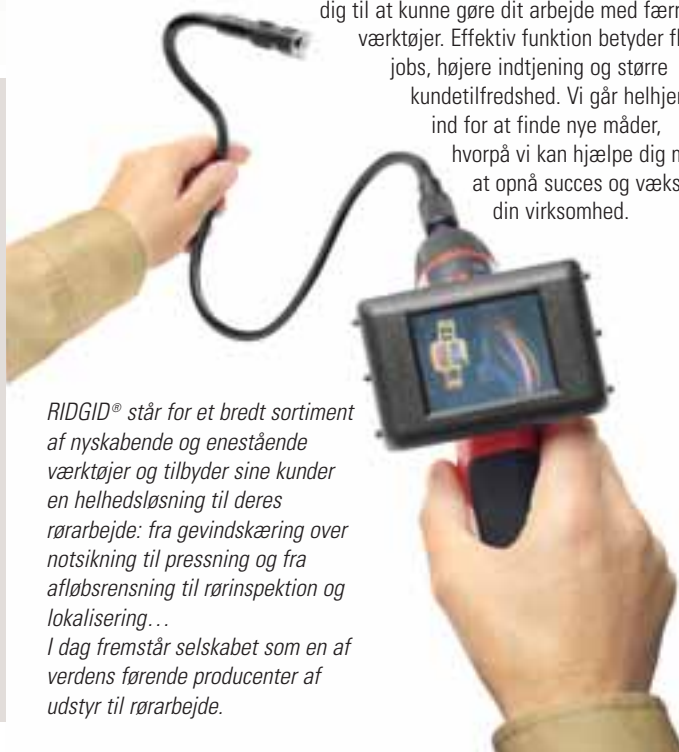 dig til at kunne gøre dit arbejde med
værktøjer. Effektiv funktion betyder
jobs, højere indtjening og større
kundetilfredshed. Vi går
ind for at finde nye måder,
hvorpå vi kan hjælpe dig
at opnå succes og
din virksomhed.
RIDGID® står for et bredt sortiment
af nyskabende og enestående
værktøjer og tilbyder sine kunder
en helhedsløsning til deres
rørarbejde: fra gevindskæring over
notsikning til pressning og fra
afløbsrensning til rørinspektion og
lokalisering…
I dag fremstår selskabet som en af
verdens førende producenter af
udstyr til rørarbejde.